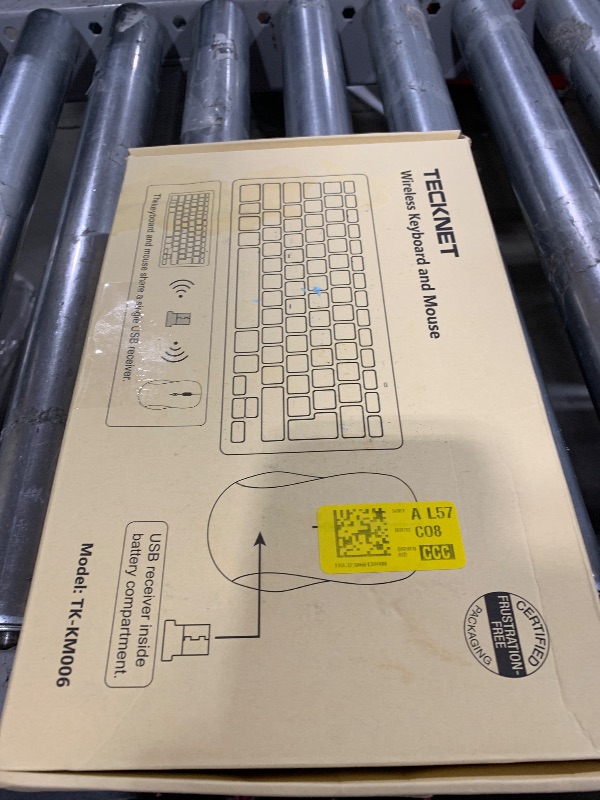 TECKNET
Wireless Keyboard and Mouse
The keyboard and mouse share a single USB receiver.
USB receiver inside
battery compartment.
Model: TK-KM006
CERTIFIED
FRUSTRATION-
FREE
PACKAGING
A L57
C08
CCC